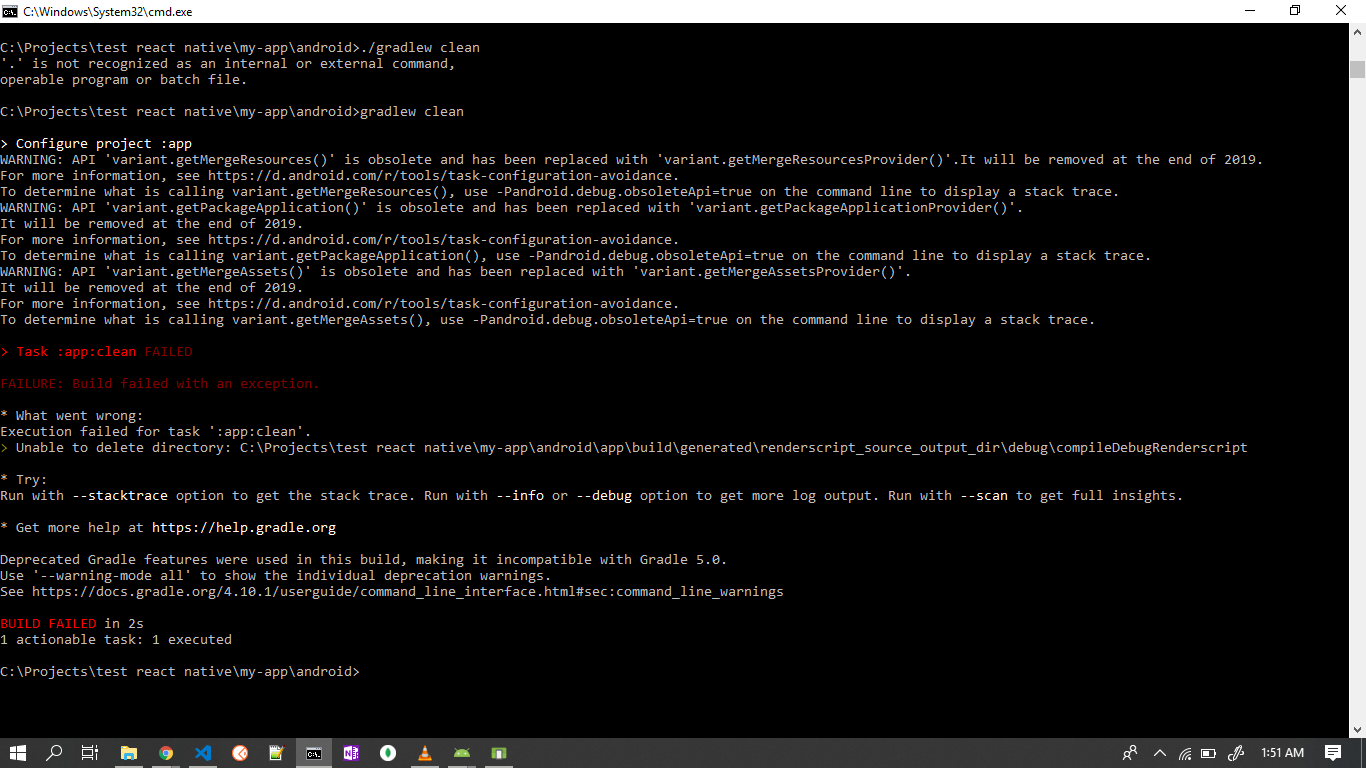 C:\Windows\System32\cmd.exe
C:\Projects\test react native\my-app\android>./gradlew clean
'.' is not recognized as an internal or external command,
operable program or batch file.
C:\Projects\test react native\my-app\android>gradlew clean
> Configure project :app
WARNING: API 'variant.getMergeResources()' is obsolete and has been replaced with 'variant.getMergeResourcesProvider()'.It will be removed at the end of 2019.
For more information, see https://d.android.com/r/tools/task-configuration-avoidance.
To determine what is calling variant.getMergeResources(), use -Pandroid.debug.obsoleteApi=true on the command line to display a stack trace.
WARNING: API 'variant.getPackageApplication()' is obsolete and has been replaced with 'variant.getPackageApplicationProvider()'.
It will be removed at the end of 2019.
For more information, see https://d.android.com/r/tools/task-configuration-avoidance.
To determine what is calling variant.getPackageApplication(), use -Pandroid.debug.obsoleteApi=true on the command line to display a stack trace.
WARNING: API 'variant.getMergeAssets()' is obsolete and has been replaced with 'variant.getMergeAssetsProvider()'.
It will be removed at the end of 2019.
For more information, see https://d.android.com/r/tools/task-configuration-avoidance.
To determine what is calling variant.getMergeAssets(), use -Pandroid.debug.obsoleteApi=true on the command line to display a stack trace.
> Task :app:clean FAILED
FAILURE: Build failed with an exception.
* What went wrong:
Execution failed for task ':app:clean'.
> Unable to delete directory: C:\Projects\test react native\my-app\android\app\build\generated\renderscript_source_output_dir\debug\compileDebugRenderscript
* Try:
Run with --stacktrace option to get the stack trace. Run with --info or --debug option to get more log output. Run with --scan to get full insights.
* Get more help at https://help.gradle.org
Deprecated Gradle features were used in this build, making it incompatible with Gradle 5.0.
Use '--warning-mode all' to show the individual deprecation warnings.
See https://docs.gradle.org/4.10.1/userguide/command_line_interface.html#sec:command_line_warnings
BUILD FAILED in 2s
1 actionable task: 1 executed
C:\Projects\test react native\my-app\android>
1:51 AM